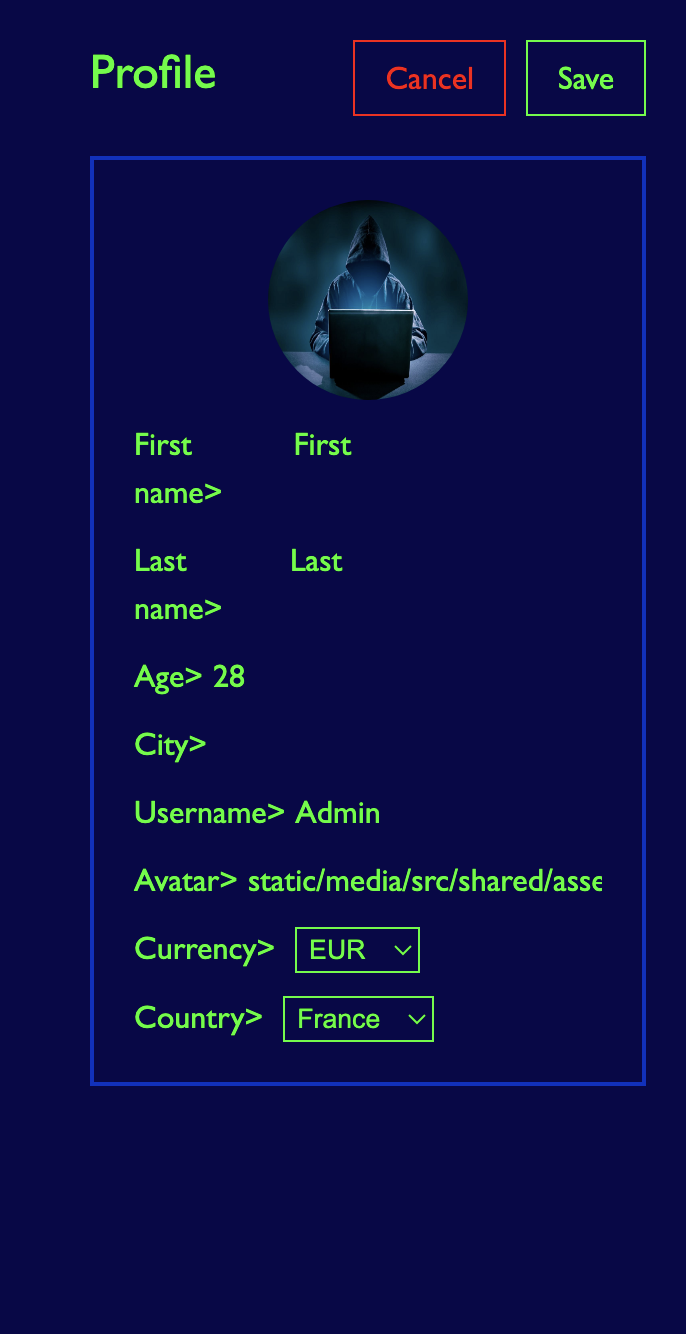 Profile Cancel Save
First First
name>
Last Last
name>
Age> 28
City>
Username> Admin
Avatar> static/media/src/shared/asse
Currency> EUR
Country> France